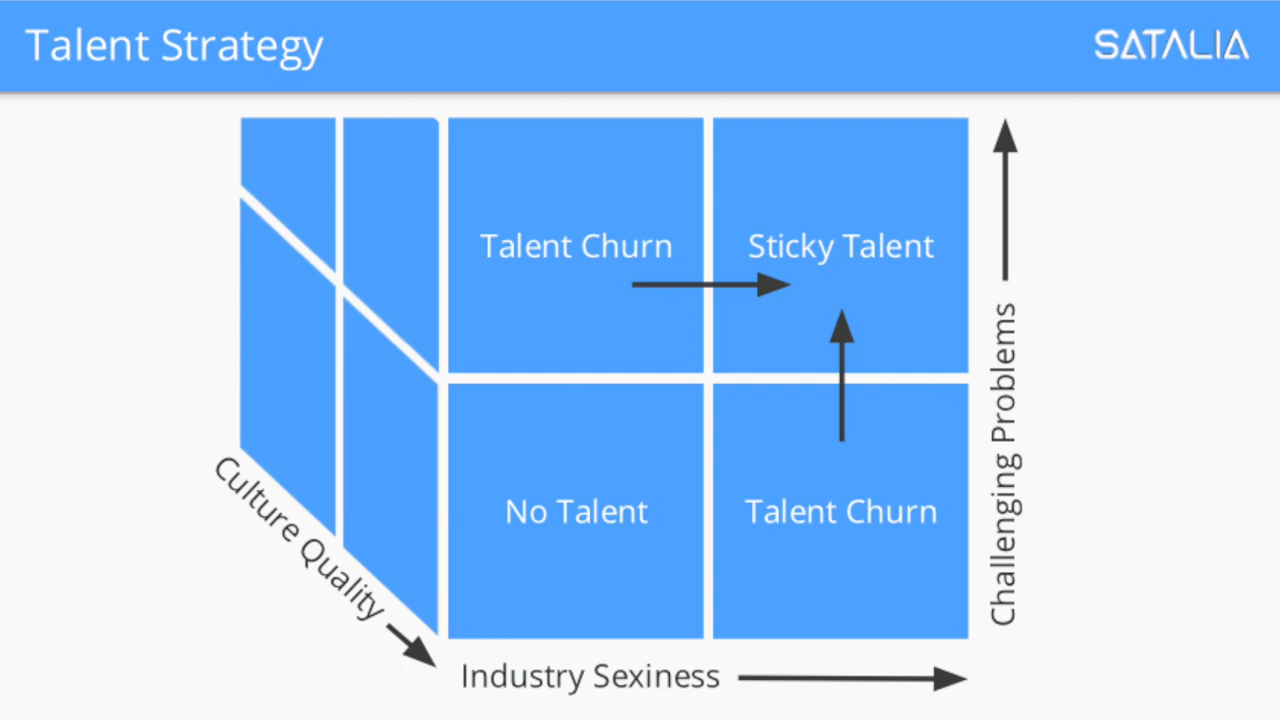 Talent Strategy
SATALIA
Talent Churn
Sticky Talent
No Talent
Talent Churn
Culture Quality
Industry Sexiness
Challenging Problems